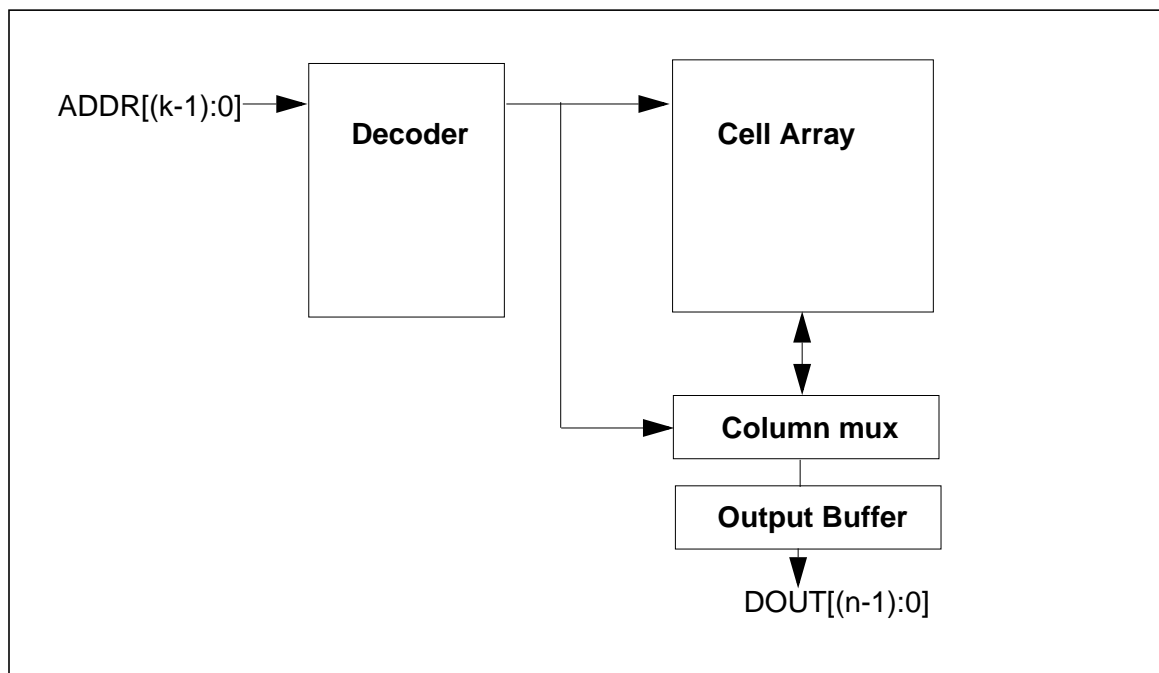 ADDR[(k-1):0]
Decoder
Cell Array
Column mux
Output Buffer
DOUT[(n-1):0]